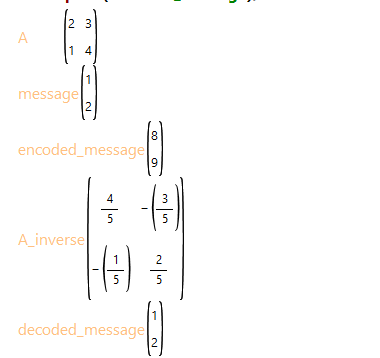 A (2 3
1 4)
message (1
2)
encoded_message (8
9)
A_inverse (4/5 -(3/5)
-(1/5) 2/5)
decoded_message (1
2)